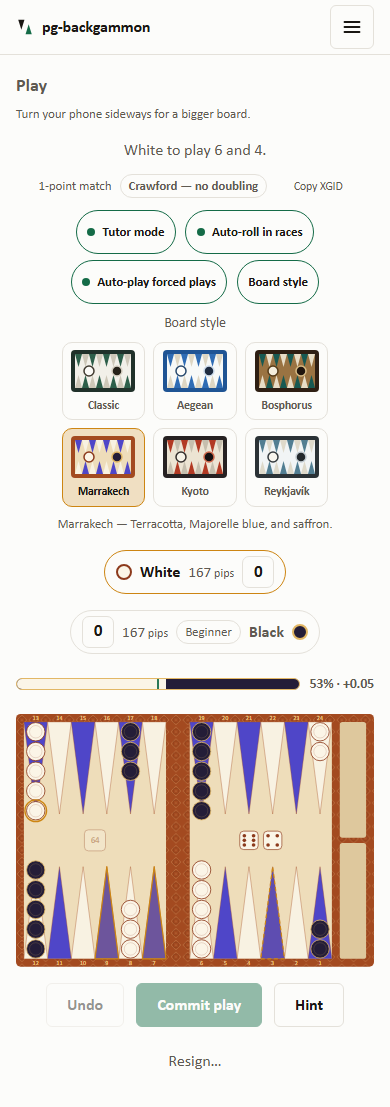 pg-backgammon
Play
Turn your phone sideways for a bigger board.
White to play 6 and 4.
1-point match Crawford — no doubling Copy XGID
Tutor mode Auto-roll in races
Auto-play forced plays Board style
Board style
Classic Aegean Bosphorus
Marrakech Kyoto Reykjavík
Marrakech — Terracotta, Majorelle blue, and saffron.
White 167 pips 0
0 167 pips Beginner Black
53% · +0.05
13 14 15 16 17 18 19 20 21 22 23 24
64
12 11 10 9 8 7 6 5 4 3 2 1
Undo Commit play Hint
Resign...